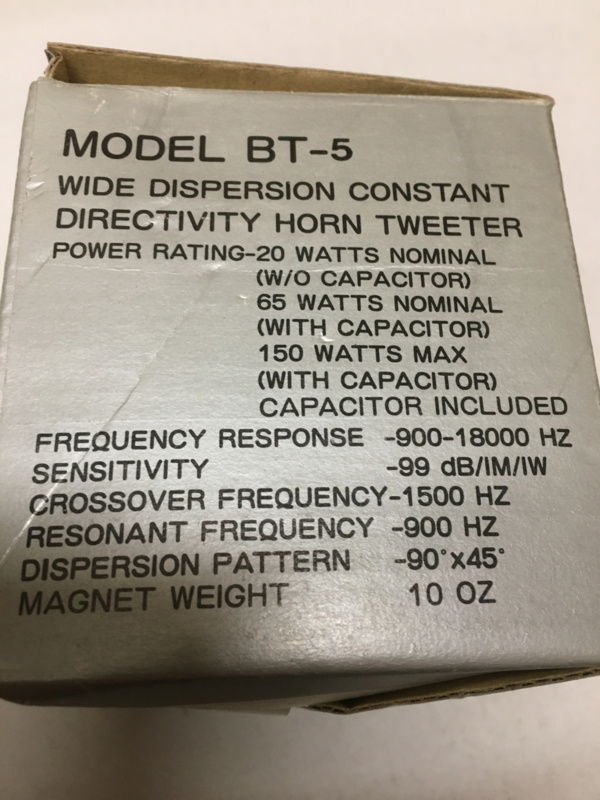 MODEL BT-5
WIDE DISPERSION CONSTANT
DIRECTIVITY HORN TWEETER
POWER RATING-20 WATTS NOMINAL
(W/O CAPACITOR)
65 WATTS NOMINAL
(WITH CAPACITOR)
150 WATTS MAX
(WITH CAPACITOR)
CAPACITOR INCLUDED
FREQUENCY RESPONSE -900-18000 HZ
SENSITIVITY -99 dB/IM/IW
CROSSOVER FREQUENCY-1500 HZ
RESONANT FREQUENCY -900 HZ
DISPERSION PATTERN -90°x45°
MAGNET WEIGHT 10 OZ